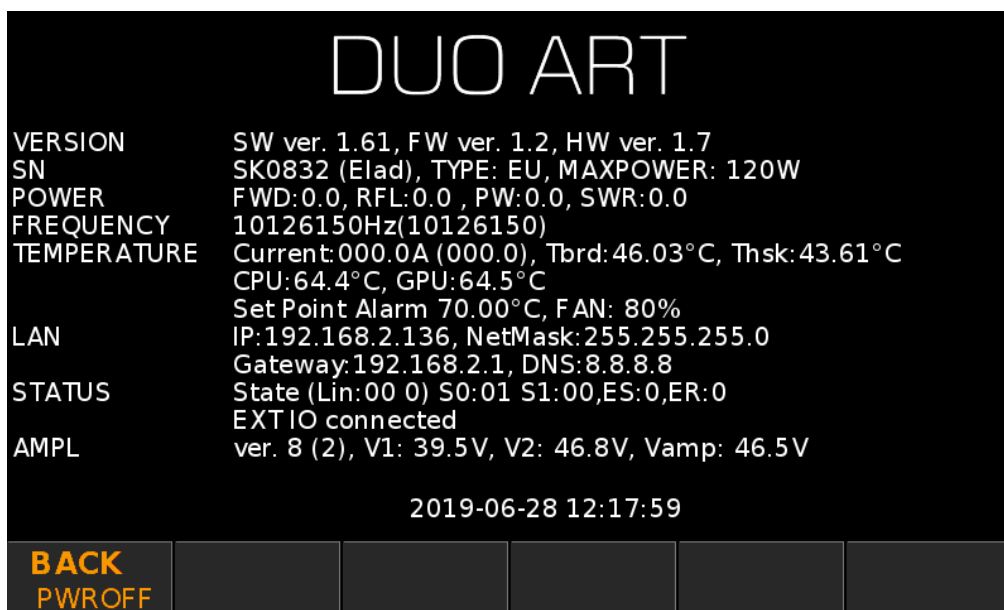 DUO ART
VERSION SW ver. 1.61, FW ver. 1.2, HW ver. 1.7
SN SK0832 (Elad), TYPE: EU, MAXPOWER: 120W
POWER FWD:0.0, RFL:0.0 , PW:0.0, SWR:0.0
FREQUENCY 10126150Hz(10126150)
TEMPERATURE Current:000.0A (000.0), Tbrd:46.03°C, Thsk:43.61°C
CPU:64.4°C, GPU:64.5°C
Set Point Alarm 70.00°C, FAN: 80%
LAN IP:192.168.2.136, NetMask:255.255.255.0
Gateway:192.168.2.1, DNS:8.8.8.8
STATUS State (Lin:00 0) S0:01 S1:00,ES:0,ER:0
EXT IO connected
AMPL ver. 8 (2), V1: 39.5V, V2: 46.8V, Vamp: 46.5V
2019-06-28 12:17:59
BACK
PWROFF